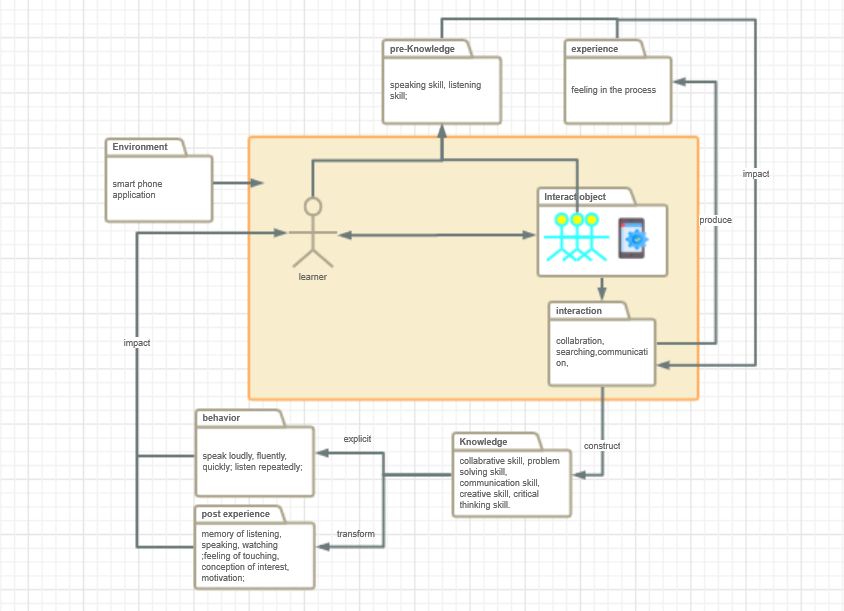 pre-Knowledge
speaking skill, listening
skill;
experience
feeling in the process
Environment
smart phone
application
impact
produce
Interact object
learner
interaction
collabration,
searching,communicati
on,
impact
behavior
speak loudly, fluently,
quickly; listen repeatedly;
explicit
Knowledge
collabrative skill, problem
solving skill,
communication skill,
creative skill, critical
thinking skill.
construct
post experience
memory of listening,
speaking, watching
;feeling of touching,
conception of interest,
motivation;
transform